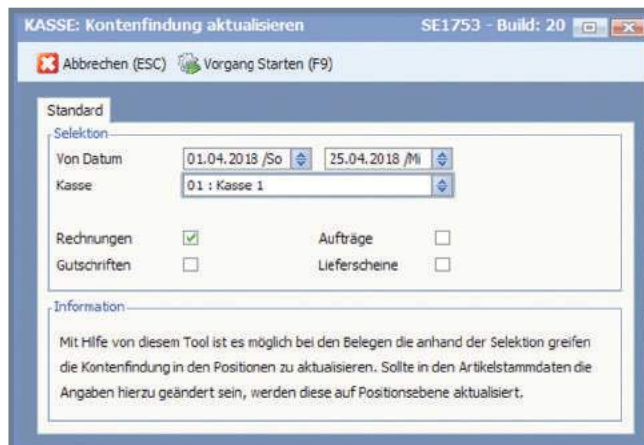 KASSE: Kontenfindung aktualisieren SE1753 - Build: 20
Abbrechen (ESC) Vorgang Starten (F9)
Standard
Selektion
Von Datum 01.04.2018 /So 25.04.2018 /Mi
Kasse 01 : Kasse 1
Rechnungen Aufträge
Gutschriften Lieferscheine
Information
Mit Hilfe von diesem Tool ist es möglich bei den Belegen die anhand der Selektion greifen
die Kontenfindung in den Positionen zu aktualisieren. Sollte in den Artikelstammdaten die
Angaben hierzu geändert sein, werden diese auf Positionsebene aktualisiert.